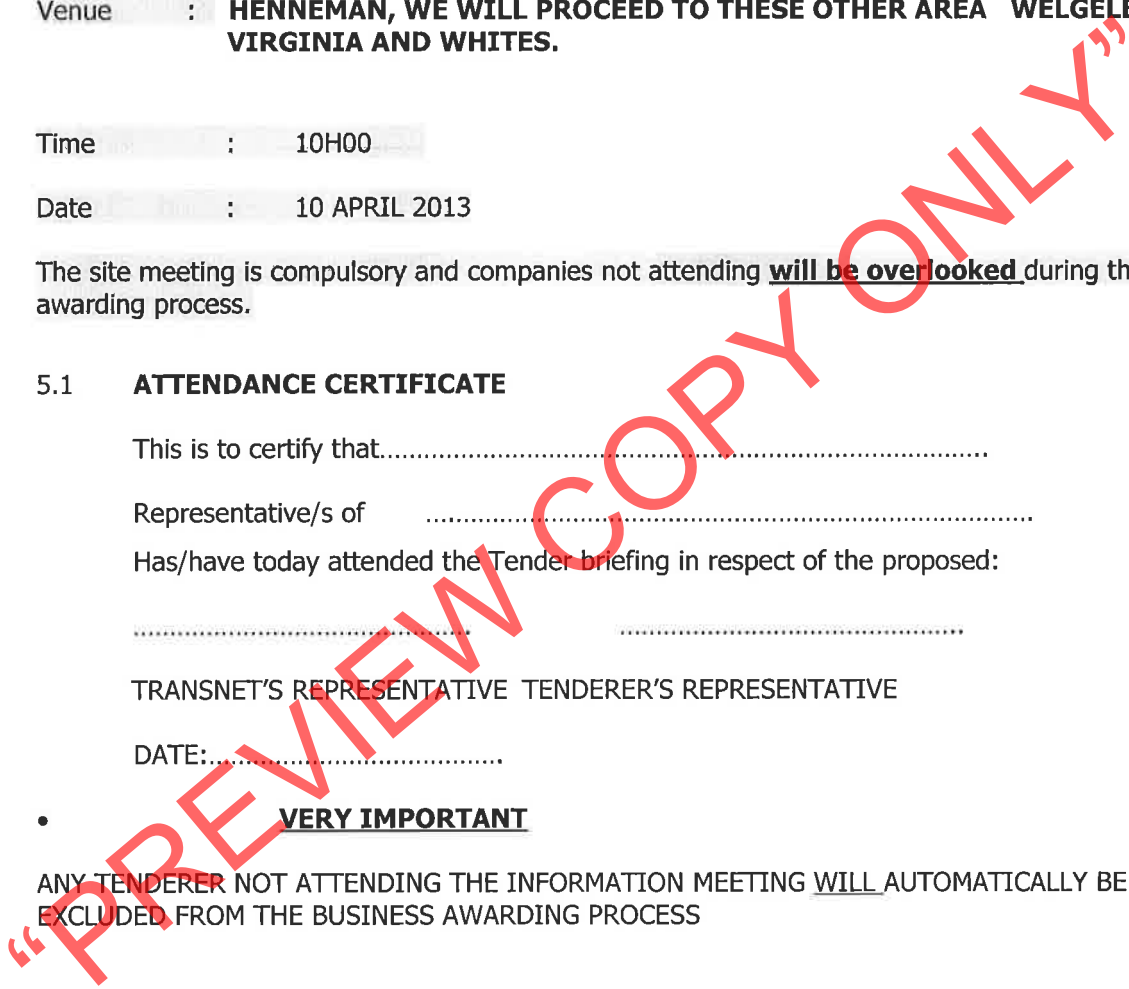 Venue : HENNEMAN, WE WILL PROCEED TO THESE OTHER AREA WELGELE
VIRGINIA AND WHITES.
Time : 10H00
Date : 10 APRIL 2013
The site meeting is compulsory and companies not attending will be overlooked during th
awarding process.
5.1 ATTENDANCE CERTIFICATE
This is to certify that....................................................................................
Representative/s of ....................................................................................
Has/have today attended the Tender briefing in respect of the proposed:
............................................... ................................................
TRANSNET'S REPRESENTATIVE TENDERER'S REPRESENTATIVE
DATE:.........................................
• VERY IMPORTANT
ANY TENDERER NOT ATTENDING THE INFORMATION MEETING WILL AUTOMATICALLY BE
EXCLUDED FROM THE BUSINESS AWARDING PROCESS
“PREVIEW COPY ONLY”